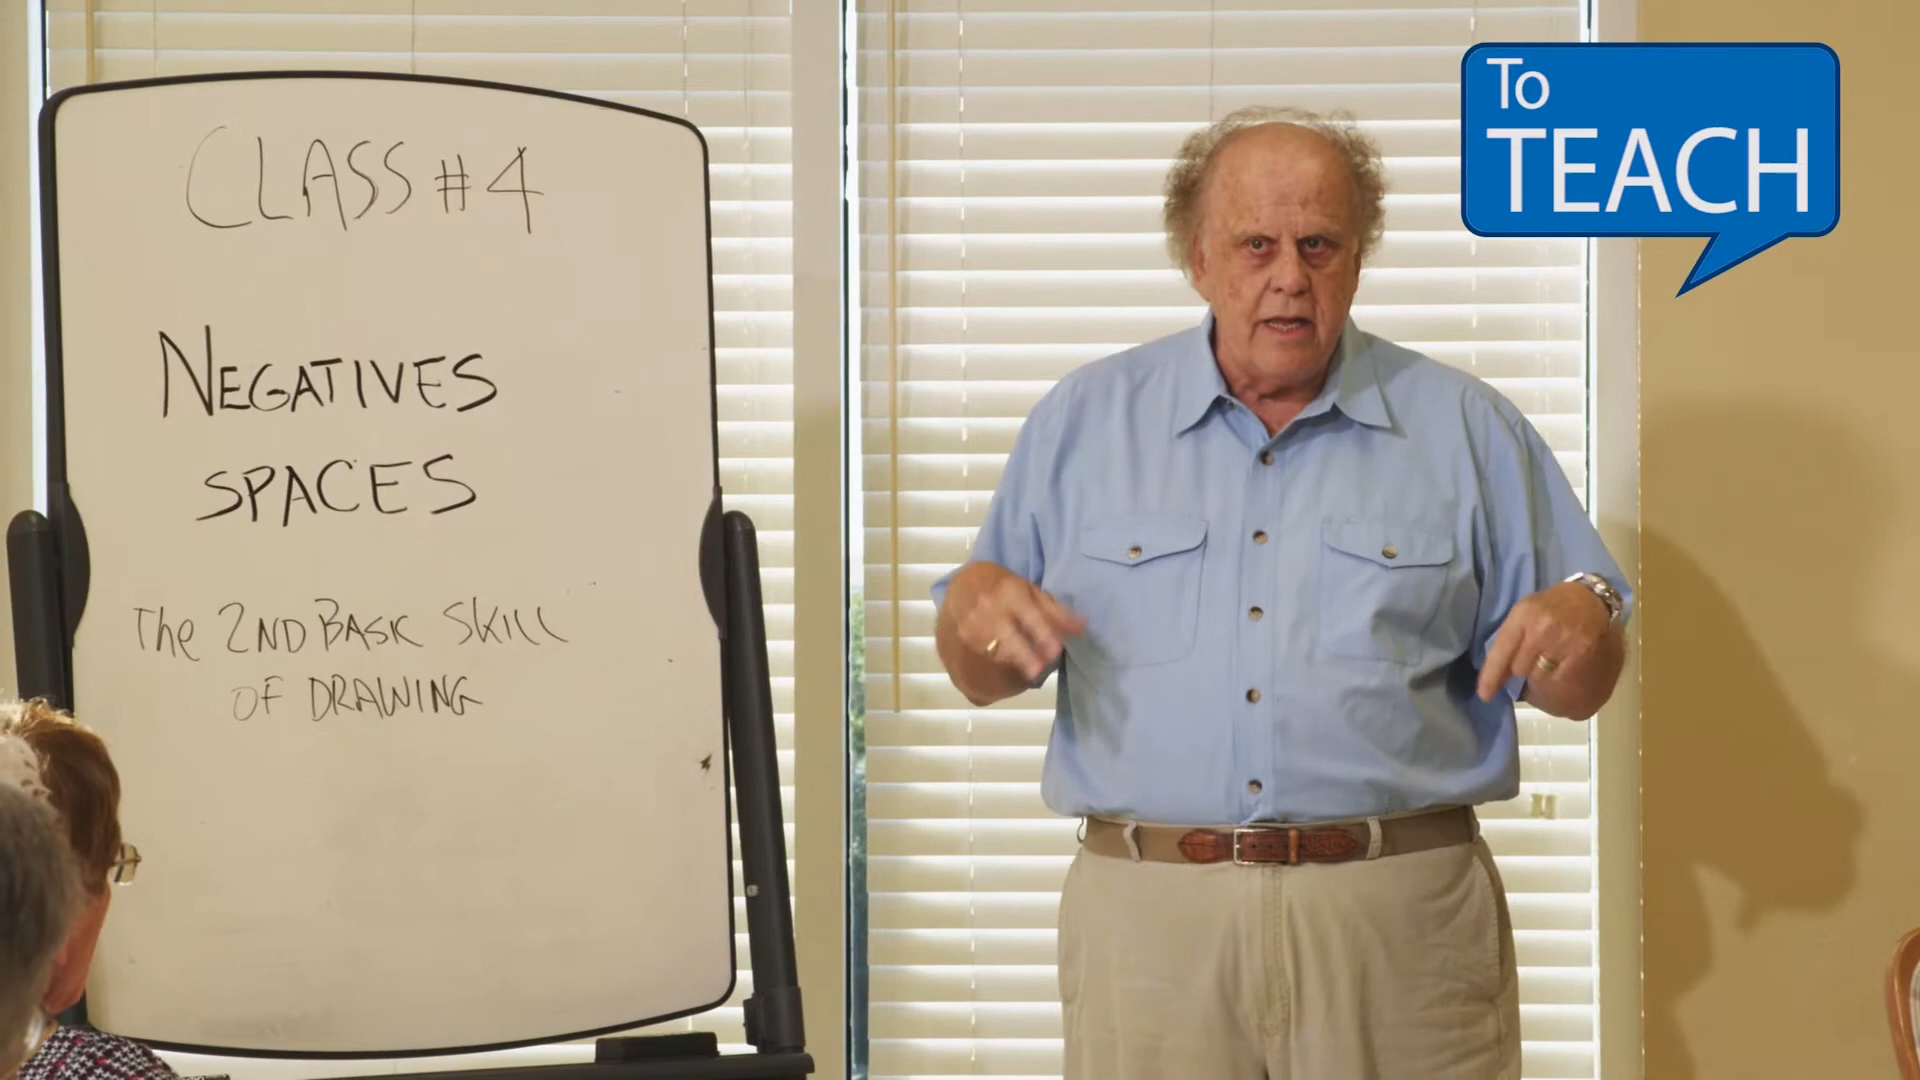 CLASS #4
NEGATIVES
SPACES
The 2ND BASIC SKILL
OF DRAWING
To
TEACH